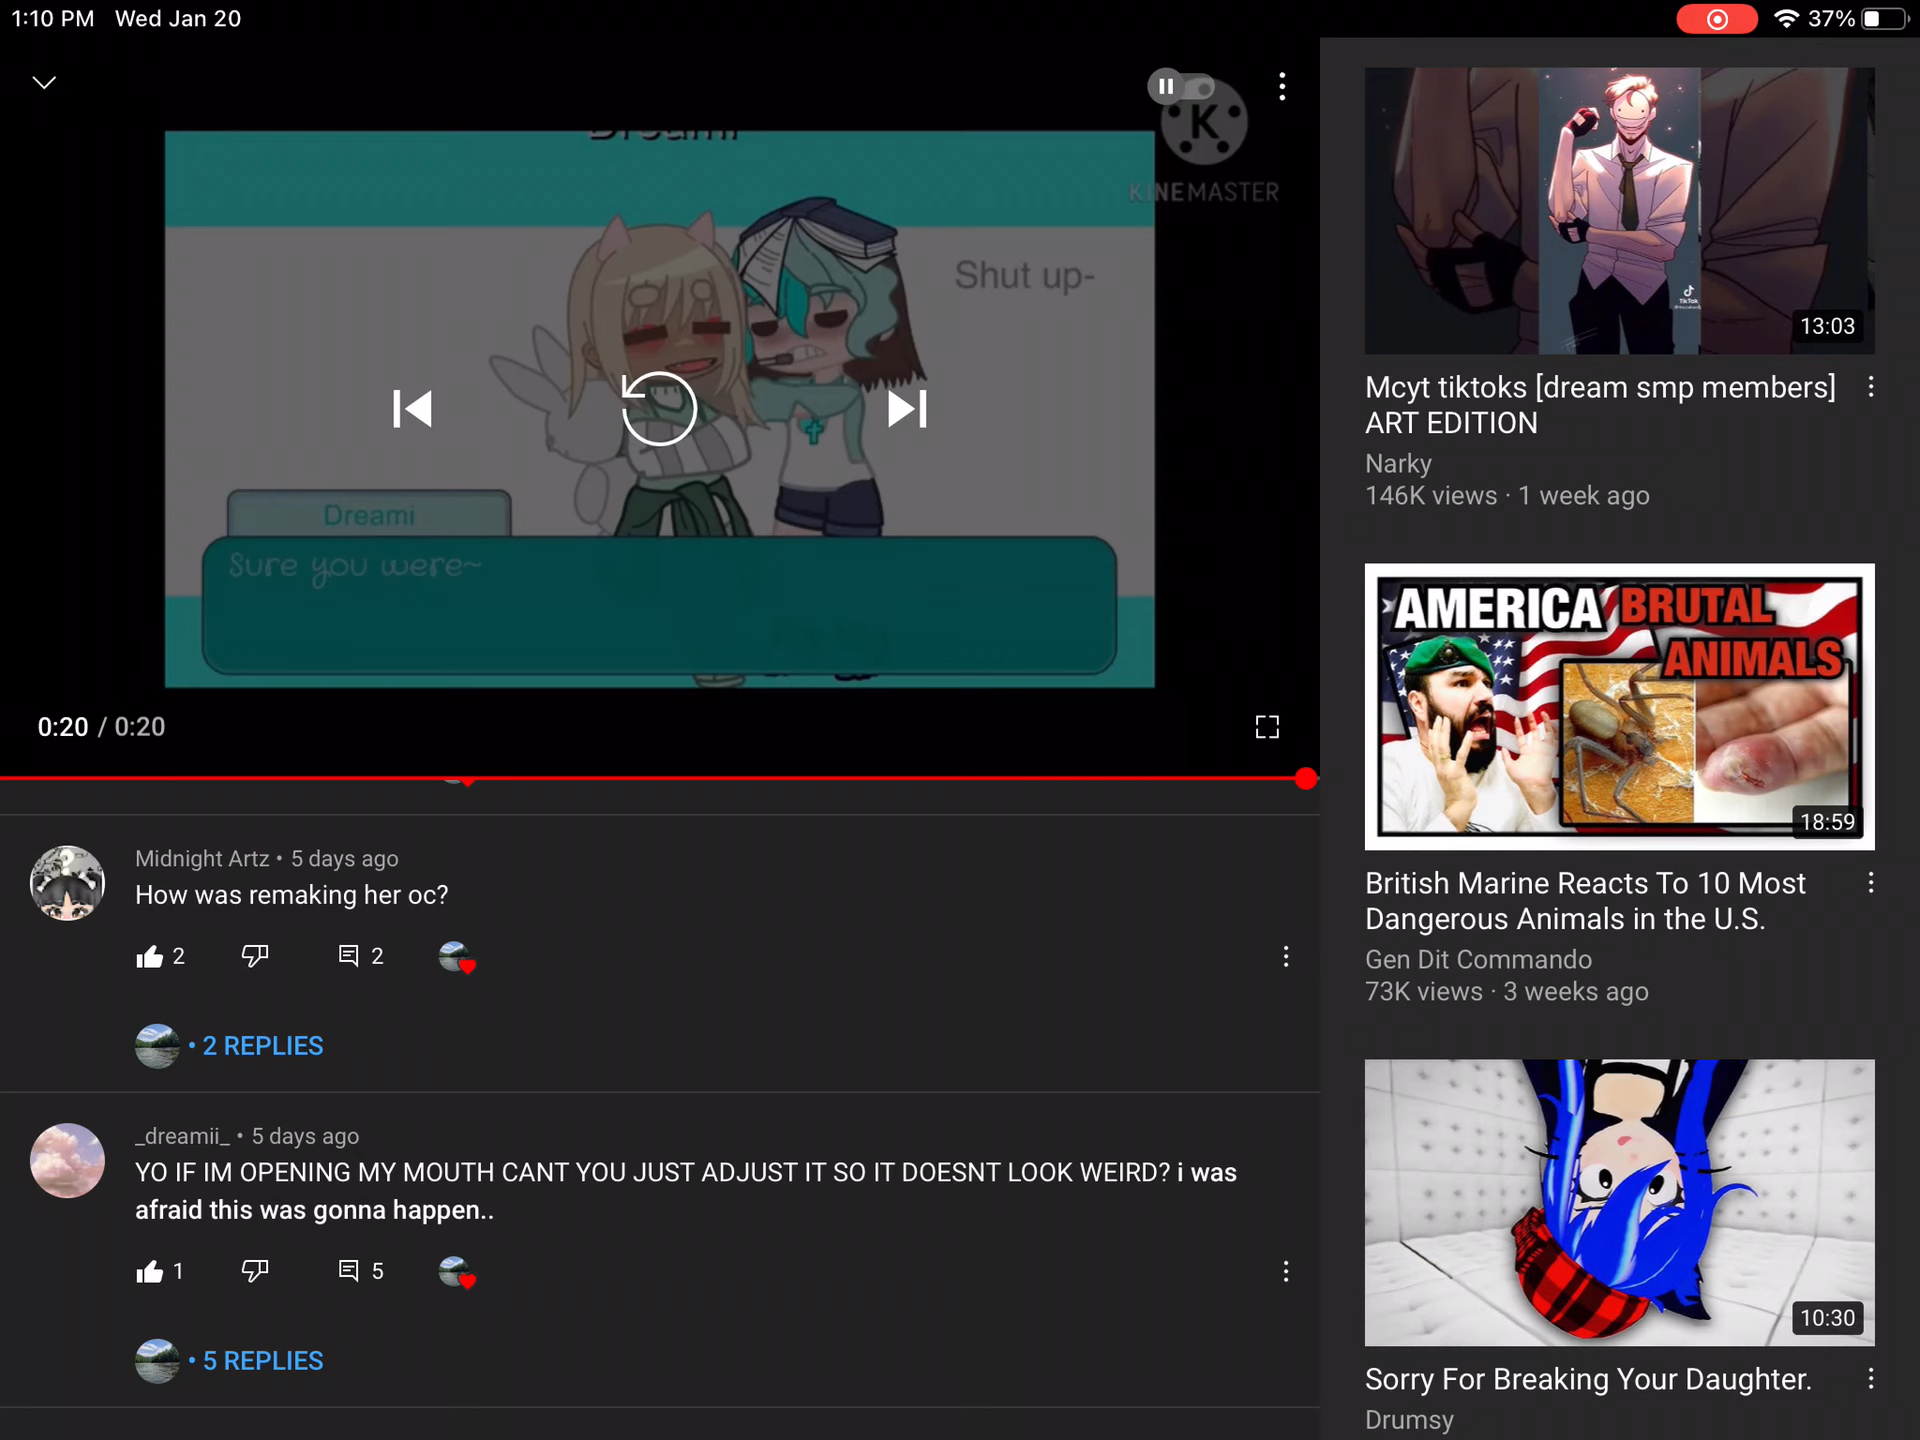 1:10 PM Wed Jan 20
37%
Dreami
K
KINEMASTER
Shut up-
Dreami
Sure you were~
0:20 / 0:20
Midnight Artz • 5 days ago
How was remaking her oc?
2
2
• 2 REPLIES
_dreamii_ • 5 days ago
YO IF IM OPENING MY MOUTH CANT YOU JUST ADJUST IT SO IT DOESNT LOOK WEIRD? i was
afraid this was gonna happen..
1
5
• 5 REPLIES
TikTok
13:03
Mcyt tiktoks [dream smp members]
ART EDITION
Narky
146K views · 1 week ago
AMERICA BRUTAL
ANIMALS
18:59
British Marine Reacts To 10 Most
Dangerous Animals in the U.S.
Gen Dit Commando
73K views · 3 weeks ago
10:30
Sorry For Breaking Your Daughter.
Drumsy